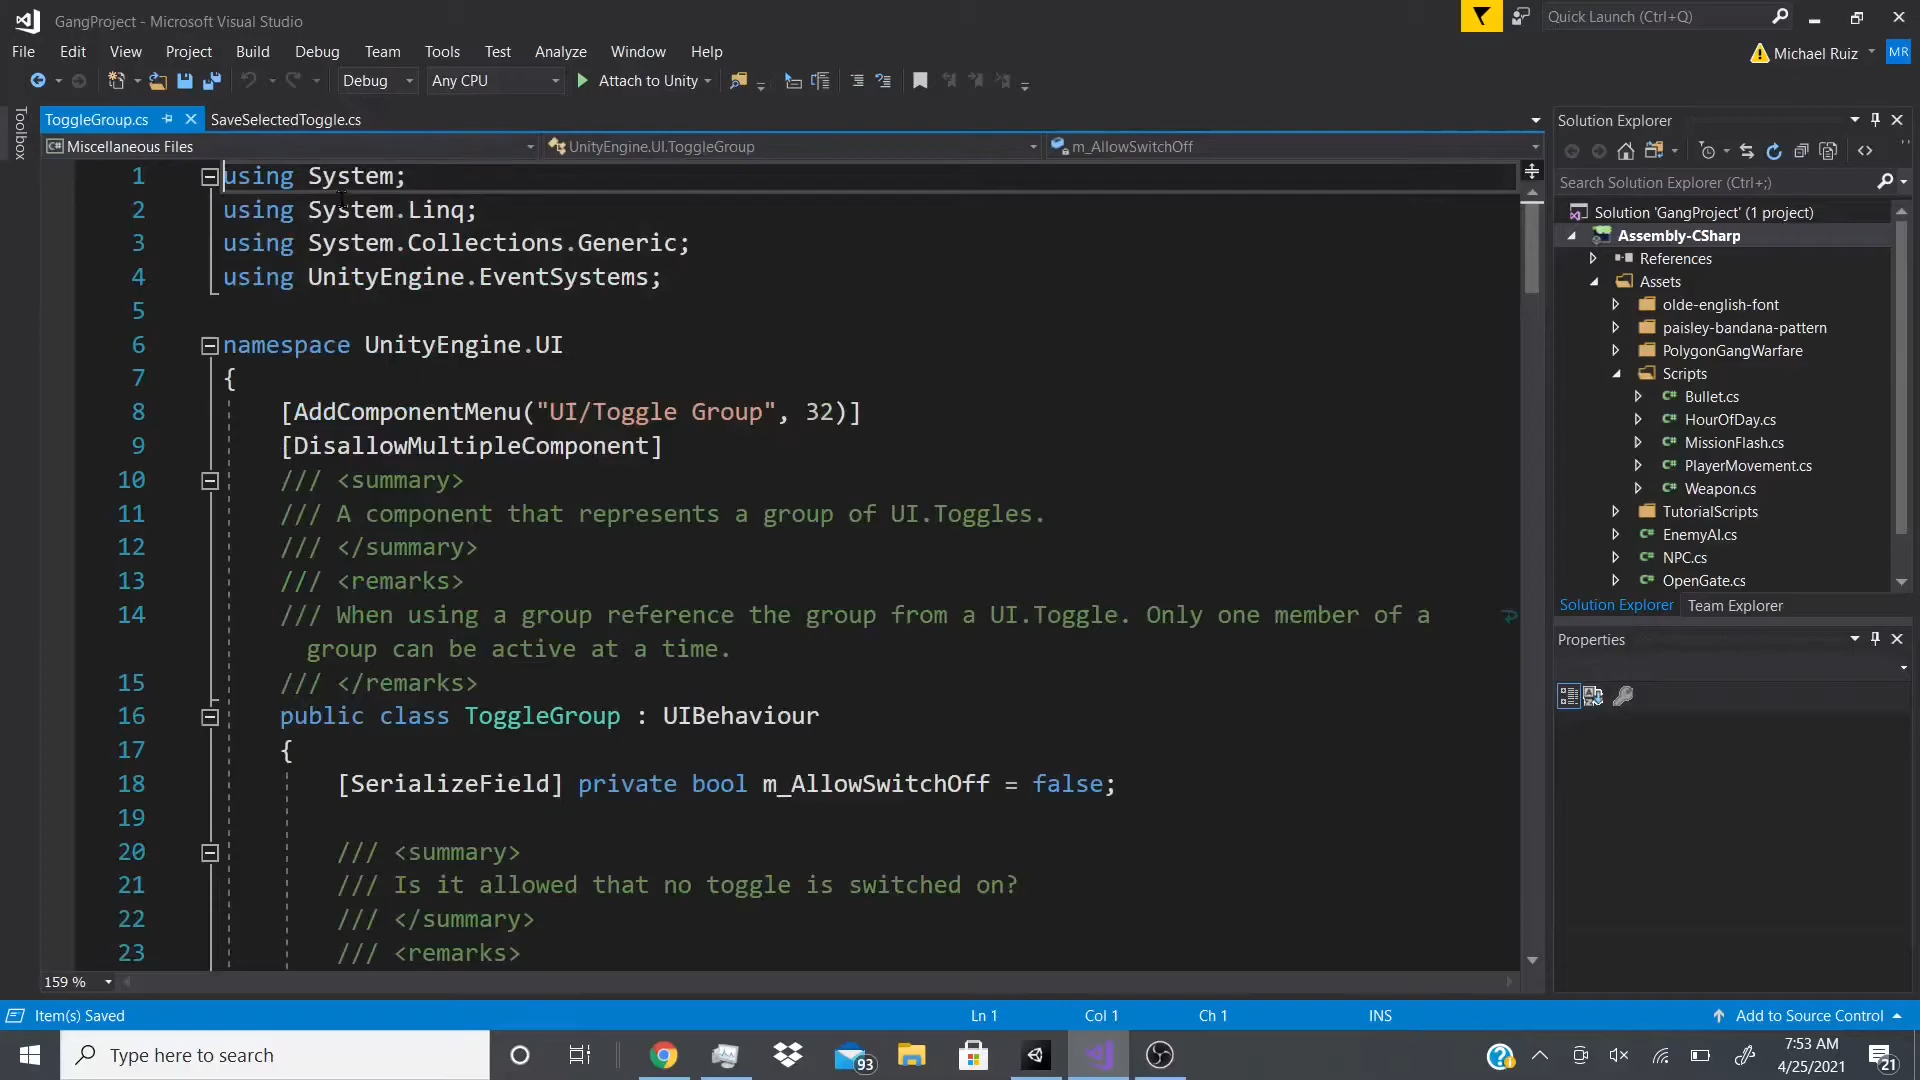 GangProject - Microsoft Visual Studio
Quick Launch (Ctrl+Q)
File Edit View Project Build Debug Team Tools Test Analyze Window Help
Michael Ruiz MR
Debug Any CPU Attach to Unity
Toolbox
ToggleGroup.cs SaveSelectedToggle.cs
Miscellaneous Files UnityEngine.UI.ToggleGroup m_AllowSwitchOff
1 using System;
2 using System.Linq;
3 using System.Collections.Generic;
4 using UnityEngine.EventSystems;
5
6 namespace UnityEngine.UI
7 {
8 [AddComponentMenu("UI/Toggle Group", 32)]
9 [DisallowMultipleComponent]
10 /// <summary>
11 /// A component that represents a group of UI.Toggles.
12 /// </summary>
13 /// <remarks>
14 /// When using a group reference the group from a UI.Toggle. Only one member of a
group can be active at a time.
15 /// </remarks>
16 public class ToggleGroup : UIBehaviour
17 {
18 [SerializeField] private bool m_AllowSwitchOff = false;
19
20 /// <summary>
21 /// Is it allowed that no toggle is switched on?
22 /// </summary>
23 /// <remarks>
159 %
Solution Explorer
Search Solution Explorer (Ctrl+;)
Solution 'GangProject' (1 project)
Assembly-CSharp
References
Assets
olde-english-font
paisley-bandana-pattern
PolygonGangWarfare
Scripts
C# Bullet.cs
C# HourOfDay.cs
C# MissionFlash.cs
C# PlayerMovement.cs
C# Weapon.cs
TutorialScripts
C# EnemyAI.cs
C# NPC.cs
C# OpenGate.cs
Solution Explorer Team Explorer
Properties
Item(s) Saved Ln 1 Col 1 Ch 1 INS Add to Source Control
Type here to search
93
7:53 AM
4/25/2021
21